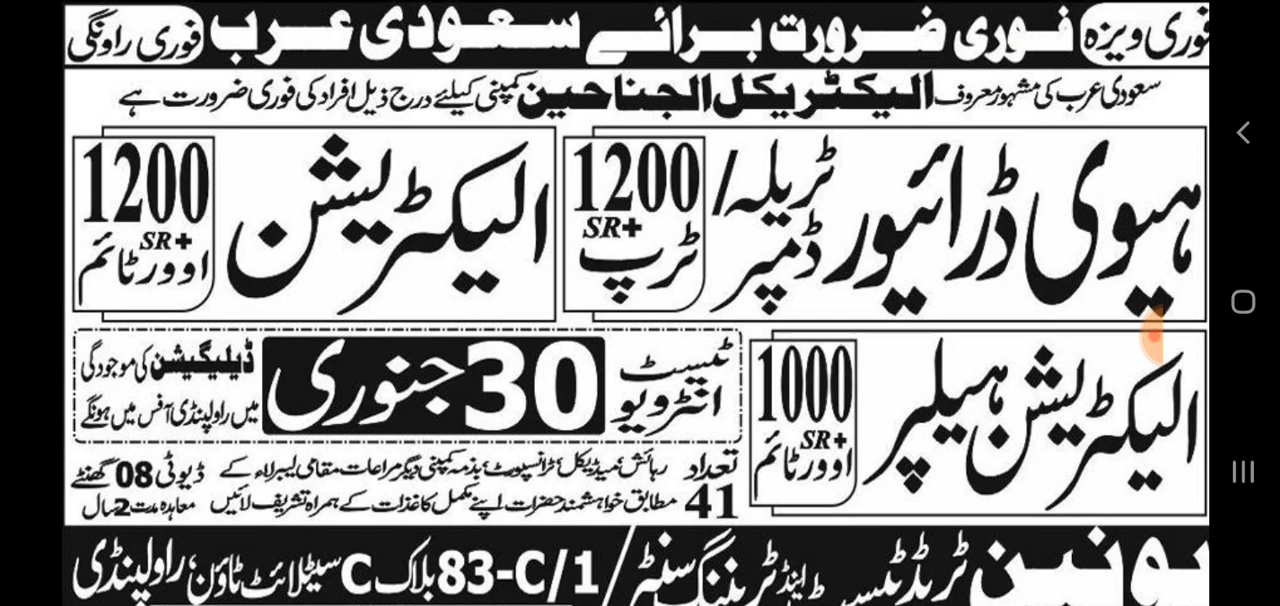 فوری ویزہ فوری ضرورت برائے سعودی عرب فوری روانگی
سعودی عرب کی مشہور و معروف الیکٹریکل الجناحین کمپنی کیلئے درج ذیل افراد کی فوری ضرورت ہے
ہیوی ڈرائیور ٹریلہ/ ڈمپر
1200 SR+ ٹرپ
الیکٹریشن
1200 SR+ اوورٹائم
الیکٹریشن ہیلپر
1000 SR+ اوورٹائم
ٹیسٹ انٹرویو 30 جنوری ڈیلیگیشن کی موجودگی
میں راولپنڈی آفس میں ہونگے
تعداد 41
رہائش، میڈیکل، ٹرانسپورٹ بذمہ کمپنی دیگر مراعات مقامی لیبر لاء کے
مطابق خواہشمند حضرات اپنے مکمل کاغذات کے ہمراہ تشریف لائیں
ڈیوٹی 08 گھنٹے
معاہدہ مدت 2 سال
یونین ٹریڈ ٹیسٹ اینڈ ٹریننگ سنٹر / 83-C/1 بلاک C سیٹلائٹ ٹاؤن، راولپنڈی